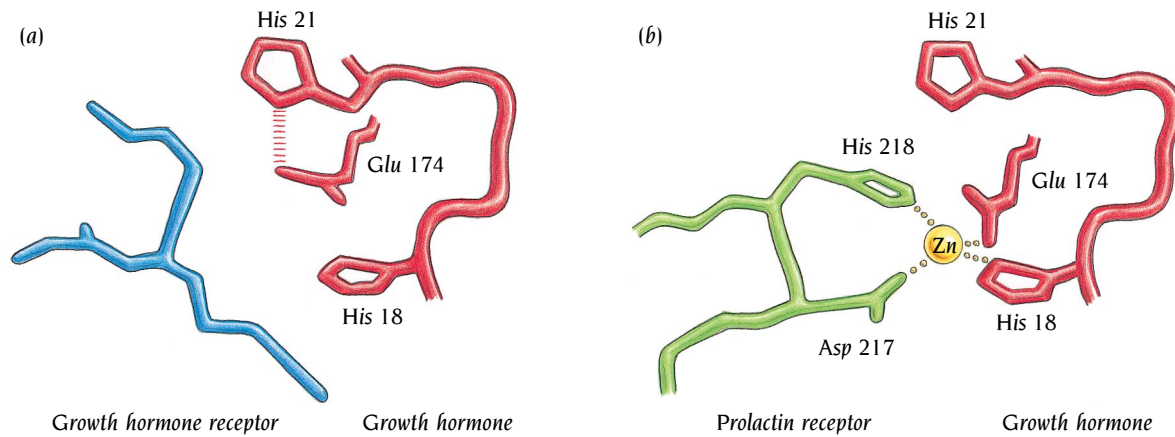 (a)
His 21
Glu 174
His 18
Growth hormone receptor
Growth hormone
(b)
His 21
His 218
Glu 174
Zn
His 18
Asp 217
Prolactin receptor
Growth hormone